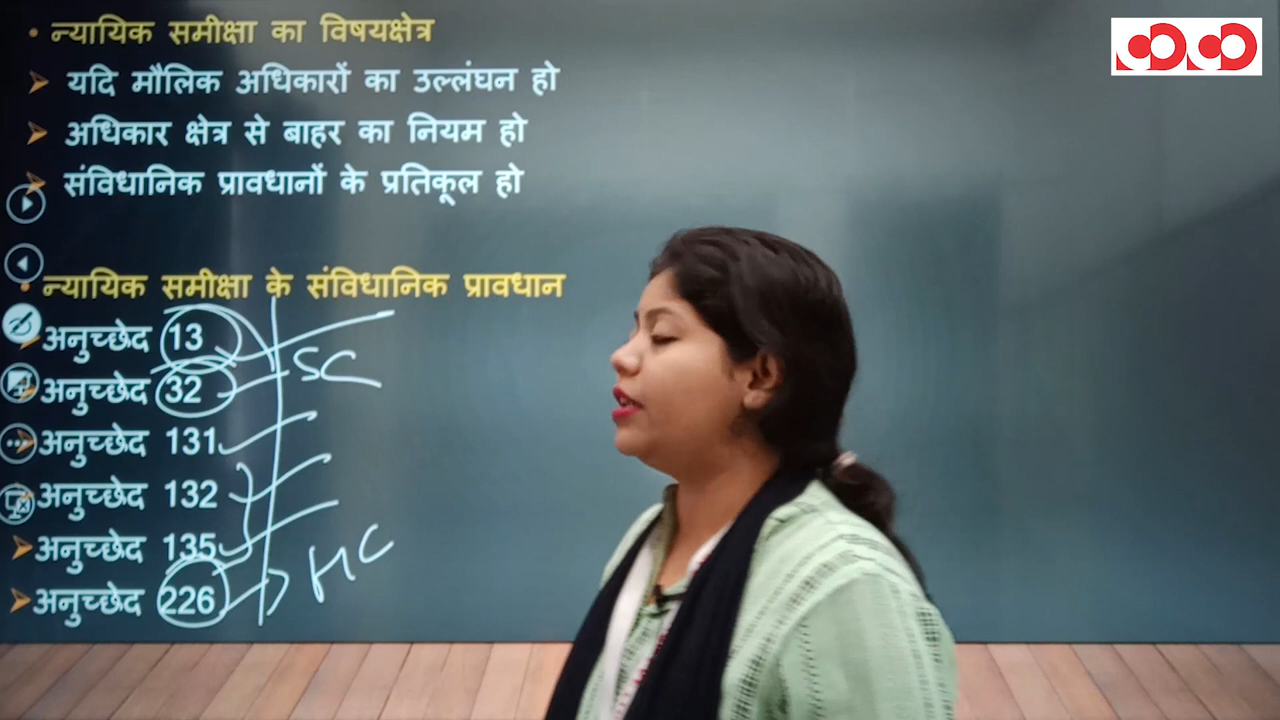 न्यायिक समीक्षा का विषयक्षेत्र
यदि मौलिक अधिकारों का उल्लंघन हो
अधिकार क्षेत्र से बाहर का नियम हो
संविधानिक प्रावधानों के प्रतिकूल हो
न्यायिक समीक्षा के संविधानिक प्रावधान
अनुच्छेद 13
अनुच्छेद 32 SC
अनुच्छेद 131
अनुच्छेद 132
अनुच्छेद 135
अनुच्छेद 226 HC